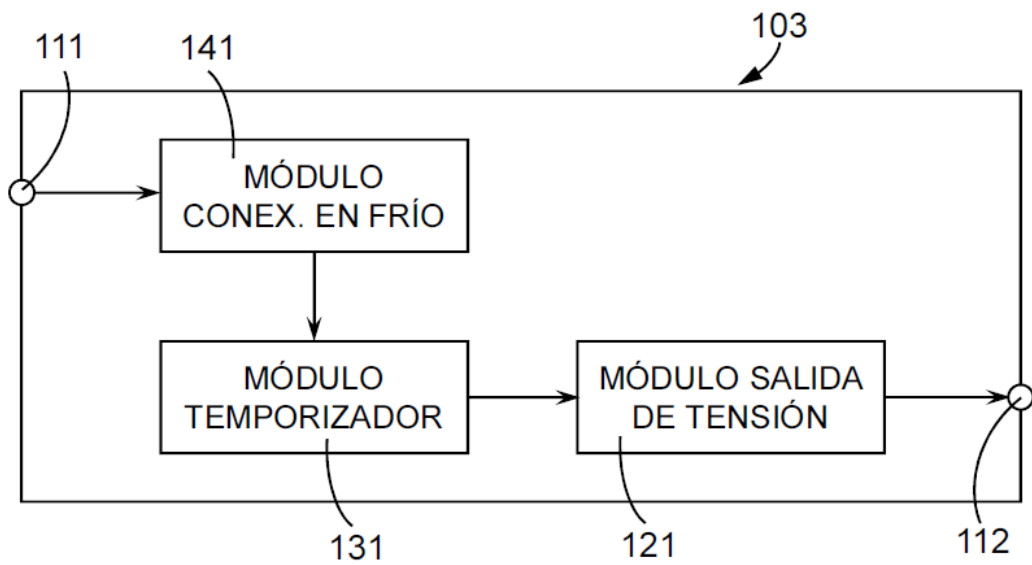 103
111
141
MÓDULO
CONEX. EN FRÍO
MÓDULO
TEMPORIZADOR
MÓDULO SALIDA
DE TENSIÓN
131
121
112